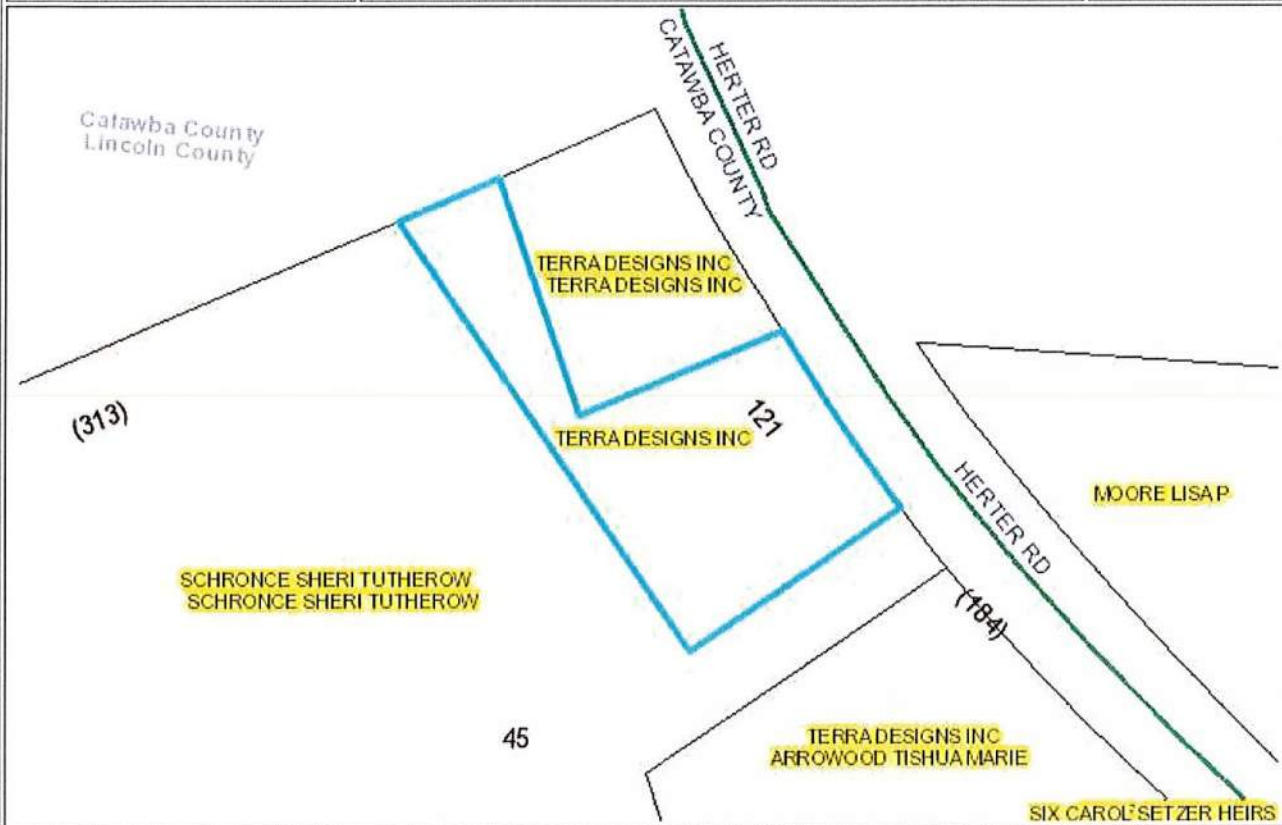 HERTER RD
CATAWBA COUNTY
Catawba County
Lincoln County
TERRA DESIGNS INC
TERRA DESIGNS INC
(313)
121
TERRA DESIGNS INC
HERTER RD
MOORE LISA P
SCHRONCE SHERI TUTHEROW
SCHRONCE SHERI TUTHEROW
(184)
45
TERRA DESIGNS INC
ARROWOOD TISHUA MARIE
SIX CAROL SETZER HEIRS